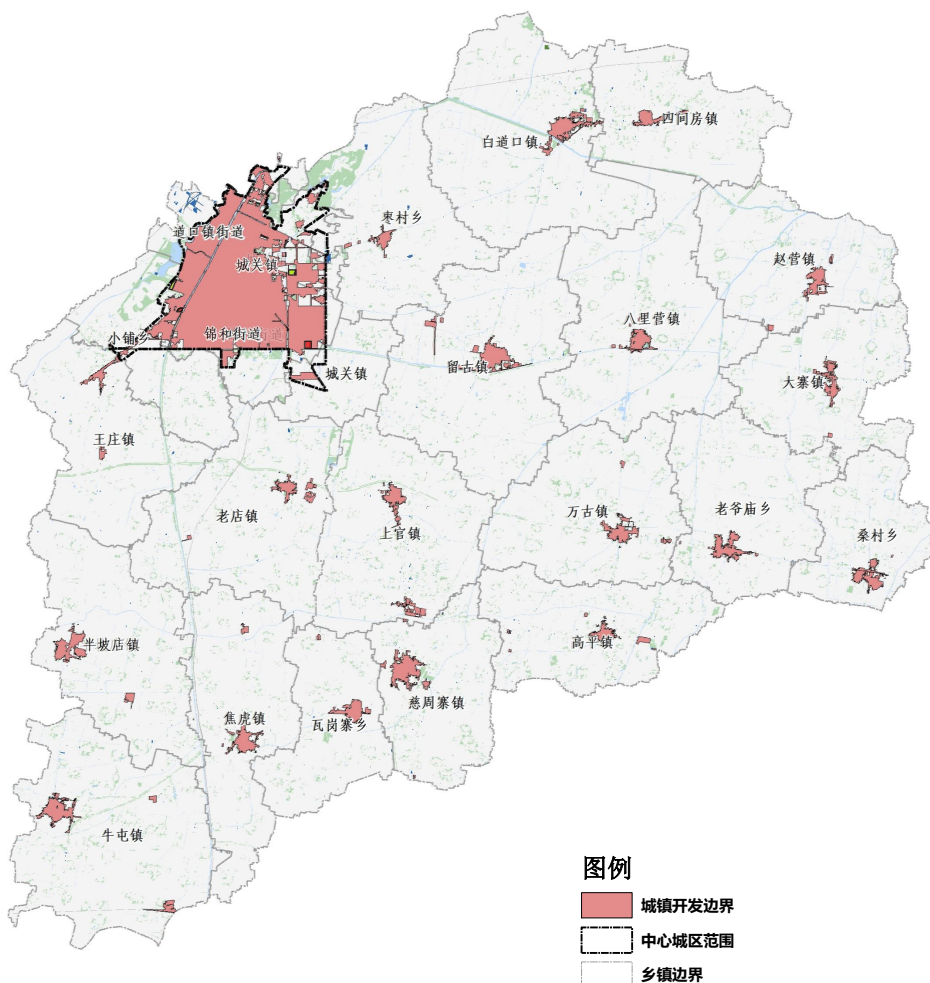 四间房镇
白道口镇
枣村乡
道口镇街道
城关镇
赵营镇
八里营镇
小铺乡
锦和街道
留古镇
城关镇
大寨镇
王庄镇
老店镇
上官镇
万古镇
老爷庙乡
桑村乡
半坡店镇
高平镇
慈周寨镇
焦虎镇
瓦岗寨乡
牛屯镇
图例
城镇开发边界
中心城区范围
乡镇边界